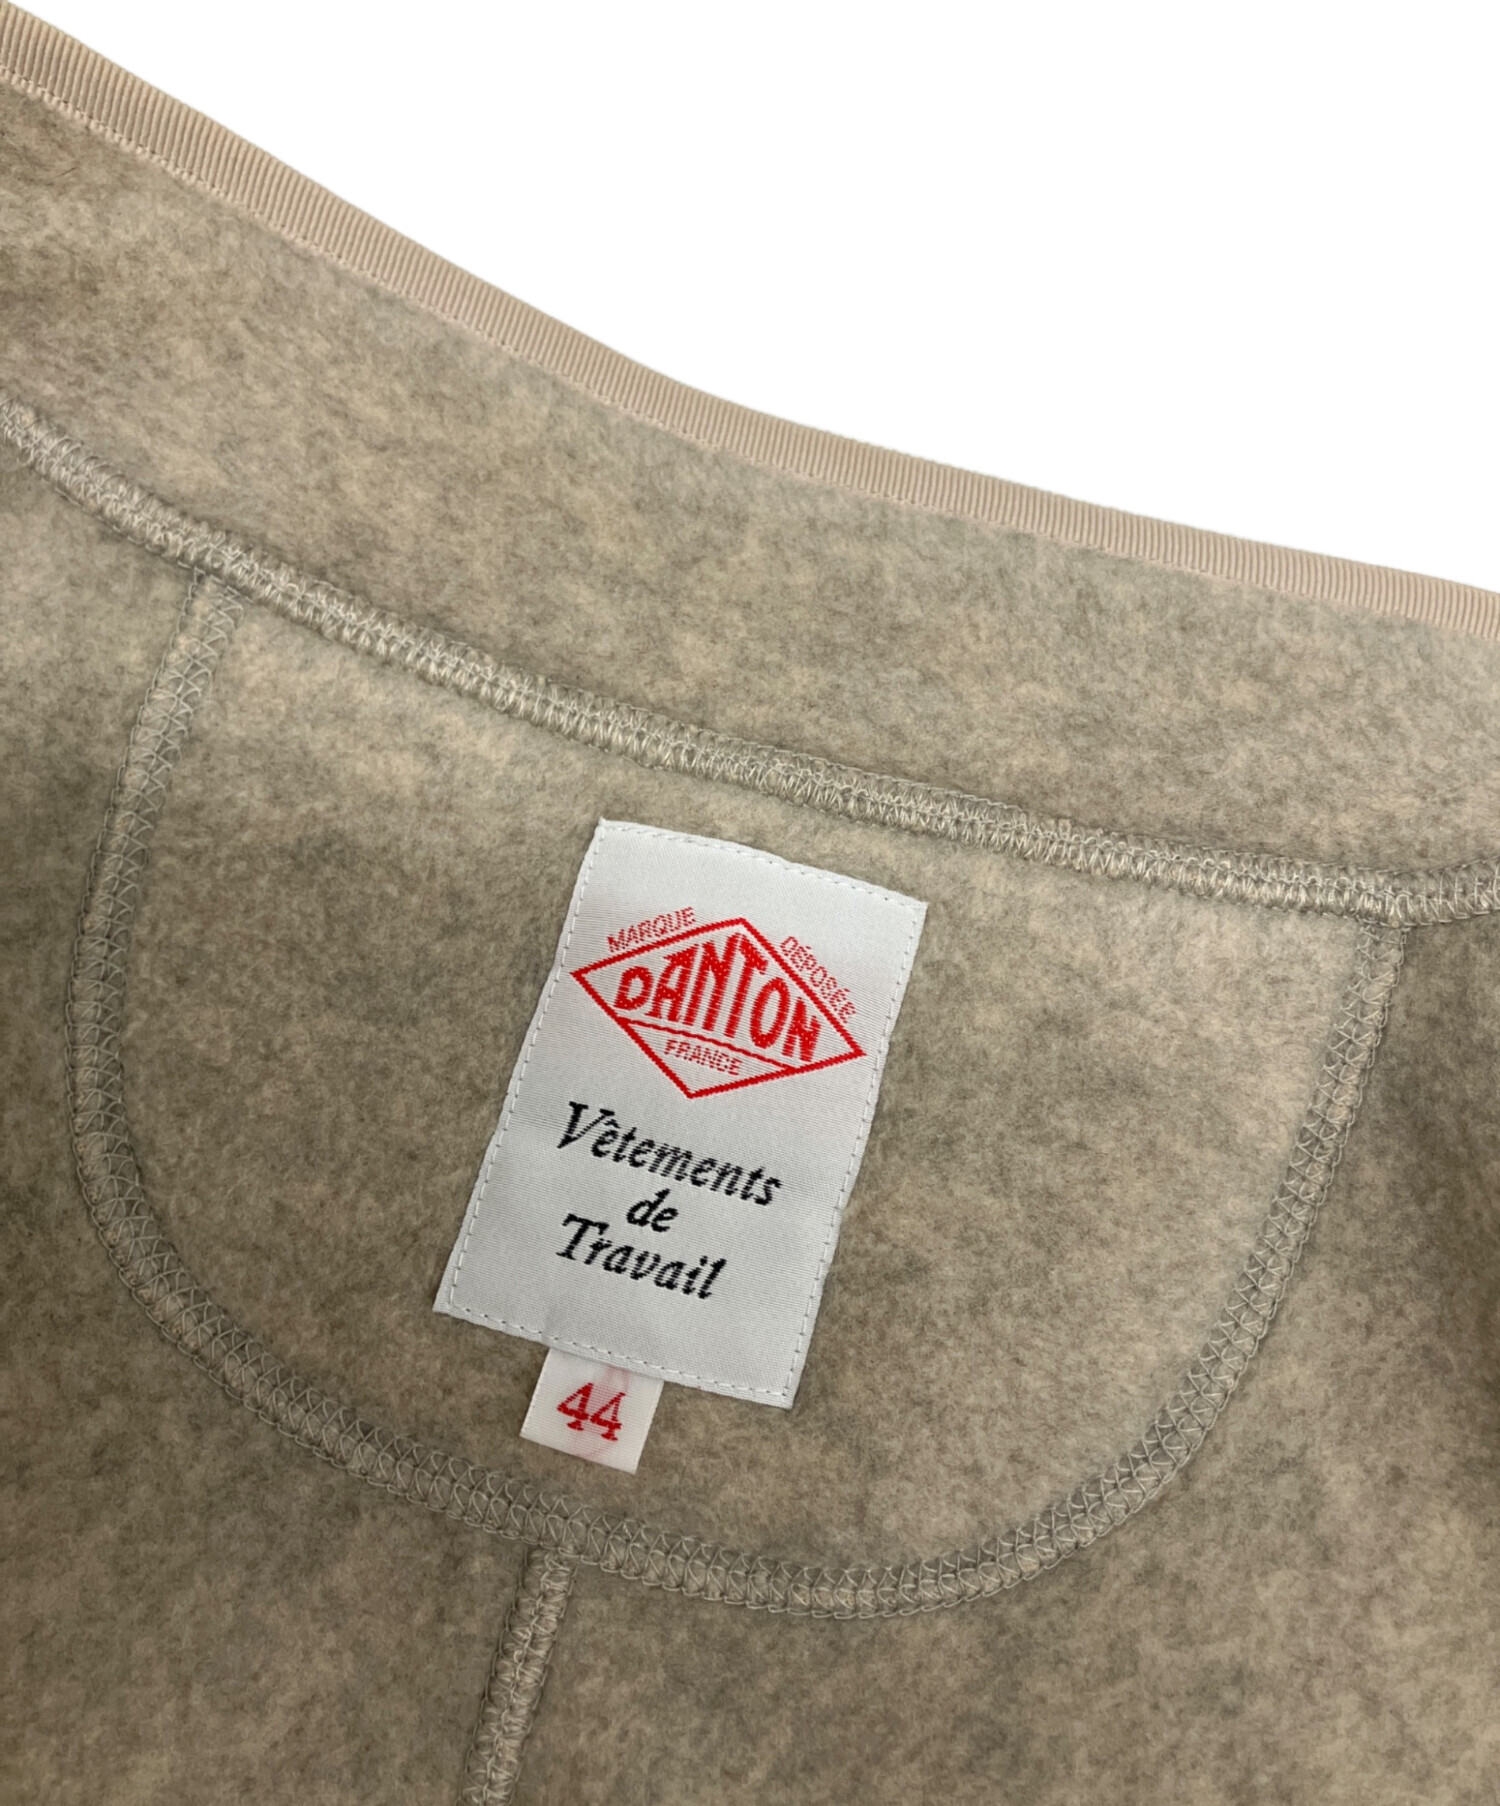 MARQUE DÉPOSÉE
DANTON
FRANCE
Vêtements
de
Travail
44